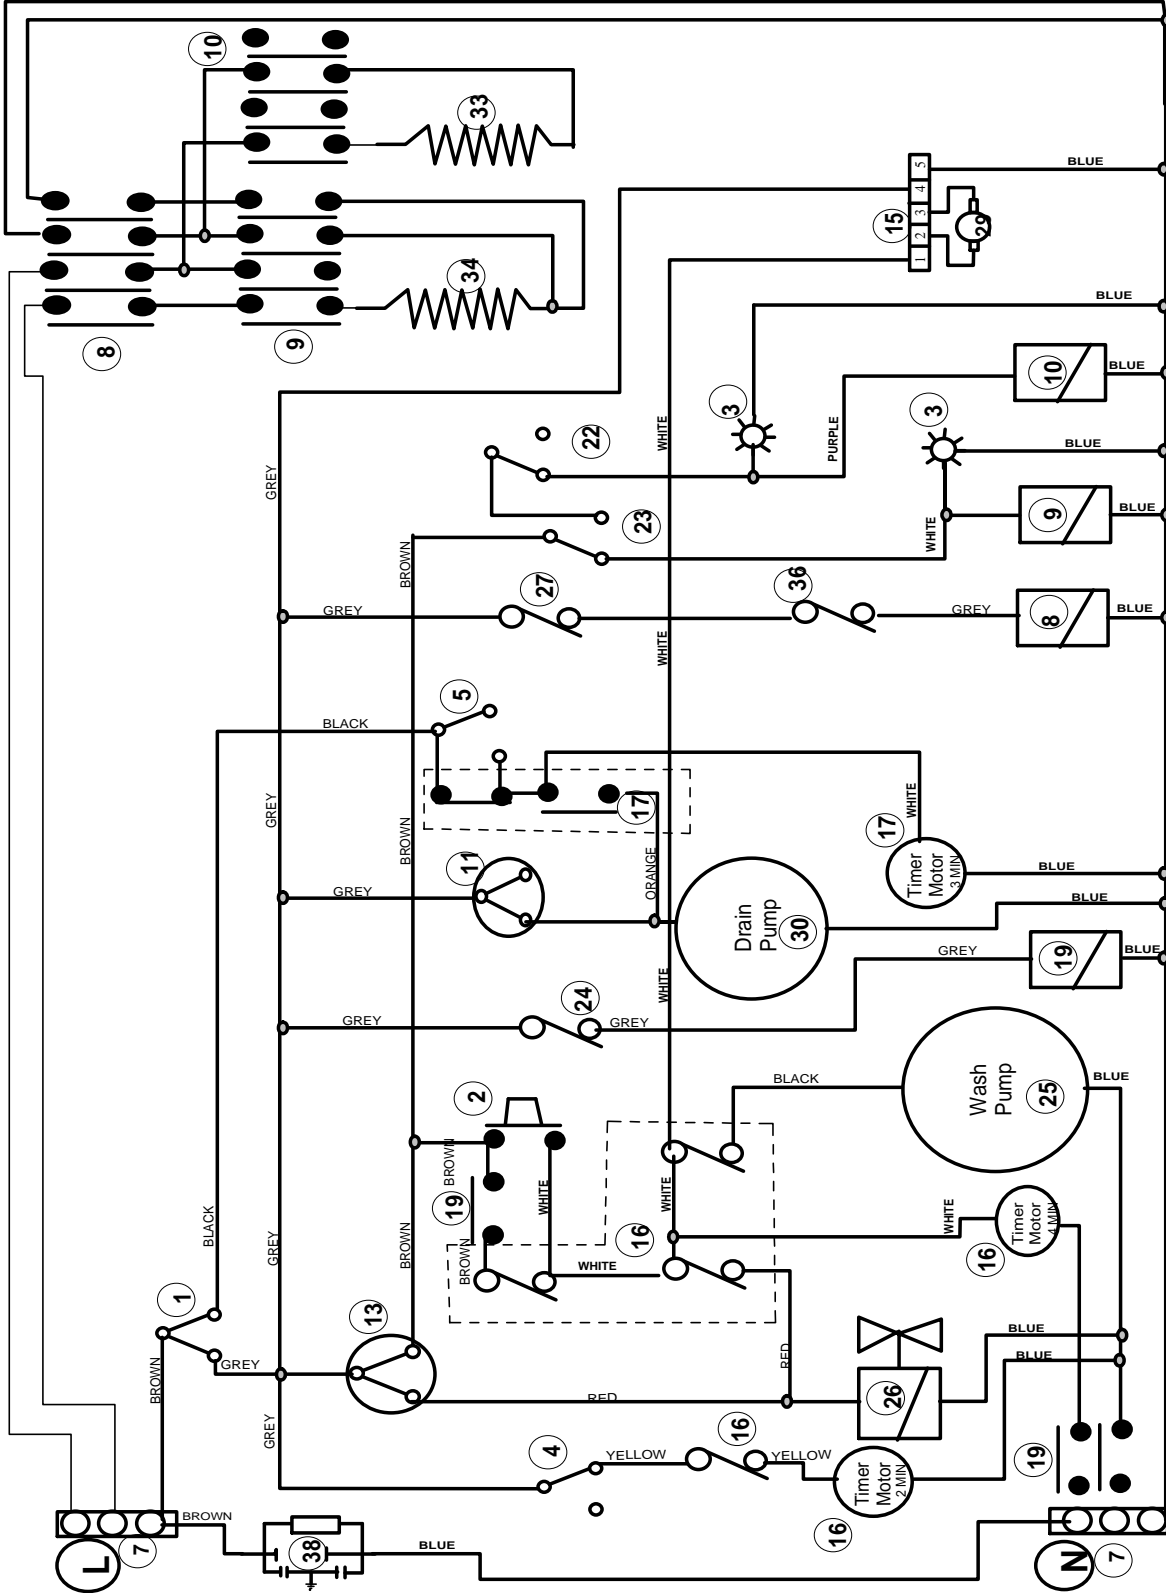 10
33
8
9
34
15
1 2 3 4 5
29
BLUE
BLUE
3
10
BLUE
GREY
22
WHITE
PURPLE
3
BLUE
23
WHITE
9
BLUE
BROWN
27
36
GREY
GREY
8
BLUE
WHITE
5
BLACK
GREY
17
WHITE
17
Timer
Motor
3 MIN
BLUE
BROWN
11
GREY
ORANGE
Drain
Pump
30
BLUE
GREY
19
BLUE
WHITE
24
GREY
GREY
2
BLACK
Wash
Pump
25
BLUE
BROWN
19
WHITE
WHITE
BLACK
GREY
BROWN
BROWN
16
WHITE
WHITE
16
Timer
Motor
4 MIN
1
13
BROWN
GREY
RED
RED
26
BLUE
BLUE
GREY
4
YELLOW
16
YELLOW
Timer
Motor
2 MIN
16
19
L
7
BROWN
38
BLUE
N
7